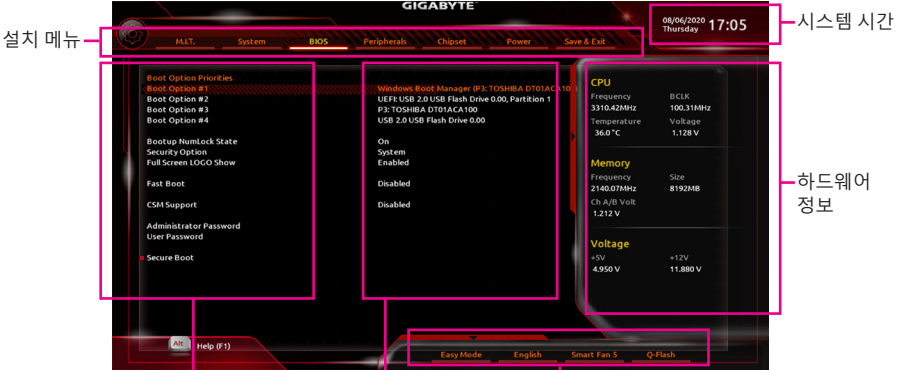 GIGABYTE
설치 메뉴
M.I.T. System BIOS Peripherals Chipset Power Save & Exit
08/06/2020
Thursday
17:05
시스템 시간
Boot Option Priorities
Boot Option #1 Windows Boot Manager (P3: TOSHIBA DT01ACA10
Boot Option #2 UEFI: USB 2.0 USB Flash Drive 0.00, Partition 1
Boot Option #3 P3: TOSHIBA DT01ACA100
Boot Option #4 USB 2.0 USB Flash Drive 0.00
Bootup NumLock State On
Security Option System
Full Screen LOGO Show Enabled
Fast Boot Disabled
CSM Support Disabled
Administrator Password
User Password
Secure Boot
CPU
Frequency BCLK
3310.42MHz 100.31MHz
Temperature Voltage
36.0 °C 1.128 V
Memory
Frequency Size
2140.07MHz 8192MB
Ch A/B Volt
1.212 V
Voltage
+5V +12V
4.950 V 11.880 V
하드웨어
정보
Alt Help (F1)
Easy Mode English Smart Fan 5 Q-Flash